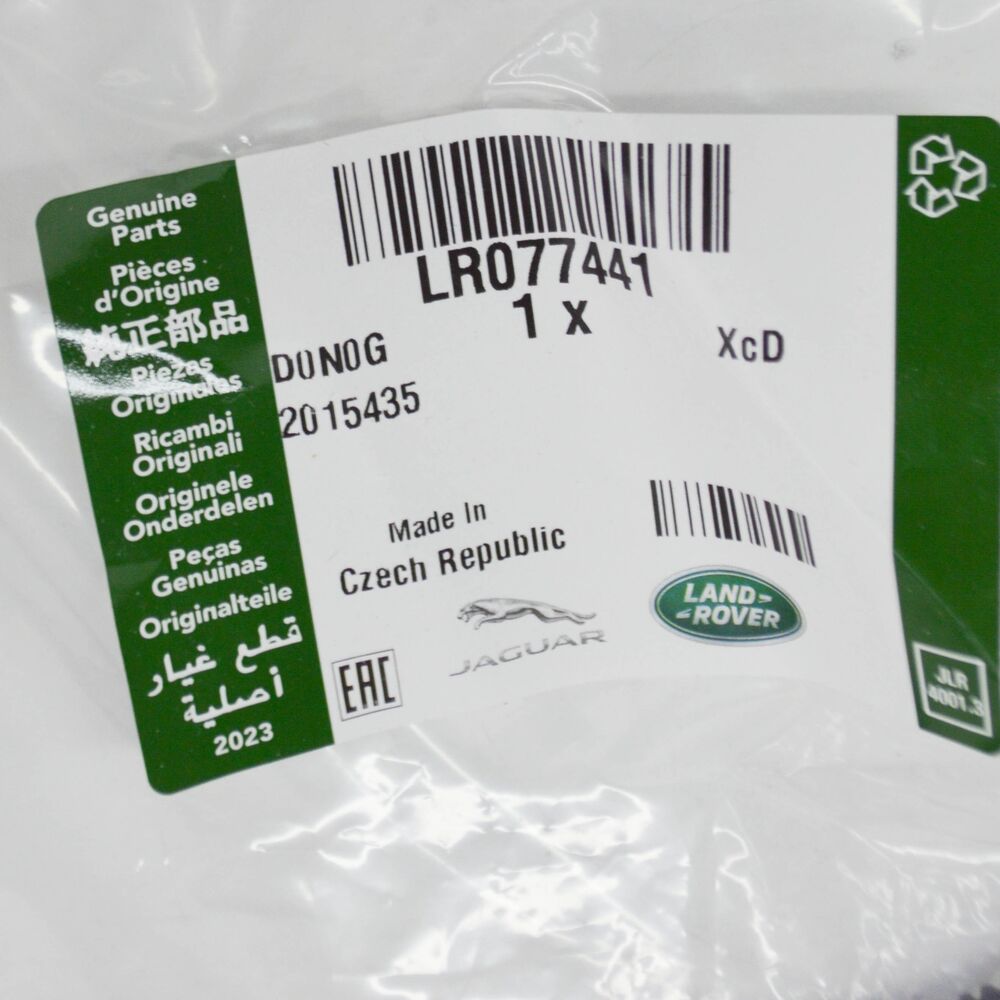 Genuine
Parts
Pièces
d'Origine
純正部品
Piezas
Originales
Ricambi
Originali
Originele
Onderdelen
Peças
Genuinas
Originalteile
قطع غيار
أصلية
2023
LR077441
1 x
D0N0G
XcD
2015435
Made In
Czech Republic
JAGUAR
LAND-
-ROVER
EAC
JLR
4001.3